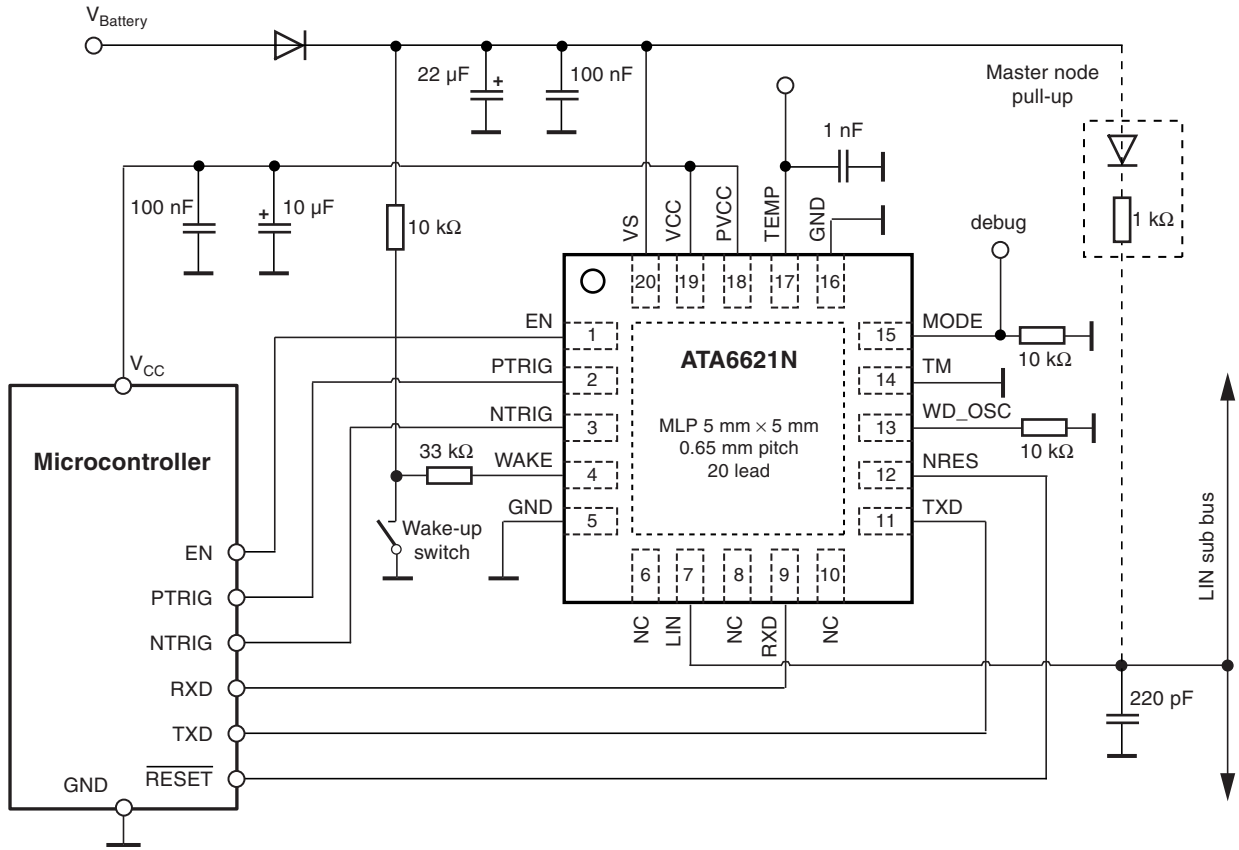 VBattery
22 µF
+
100 nF
Master node
pull-up
1 nF
100 nF
+
10 µF
10 kΩ
VS
VCC
PVCC
TEMP
GND
debug
1 kΩ
20
19
18
17
16
EN
1
ATA6621N
15
MODE
10 kΩ
PTRIG
2
14
TM
VCC
NTRIG
3
MLP 5 mm × 5 mm
0.65 mm pitch
20 lead
13
WD_OSC
10 kΩ
Microcontroller
33 kΩ
WAKE
4
12
NRES
GND
5
11
TXD
Wake-up
switch
6
7
8
9
10
NC
LIN
NC
RXD
NC
LIN sub bus
EN
PTRIG
NTRIG
RXD
TXD
RESET
GND
220 pF